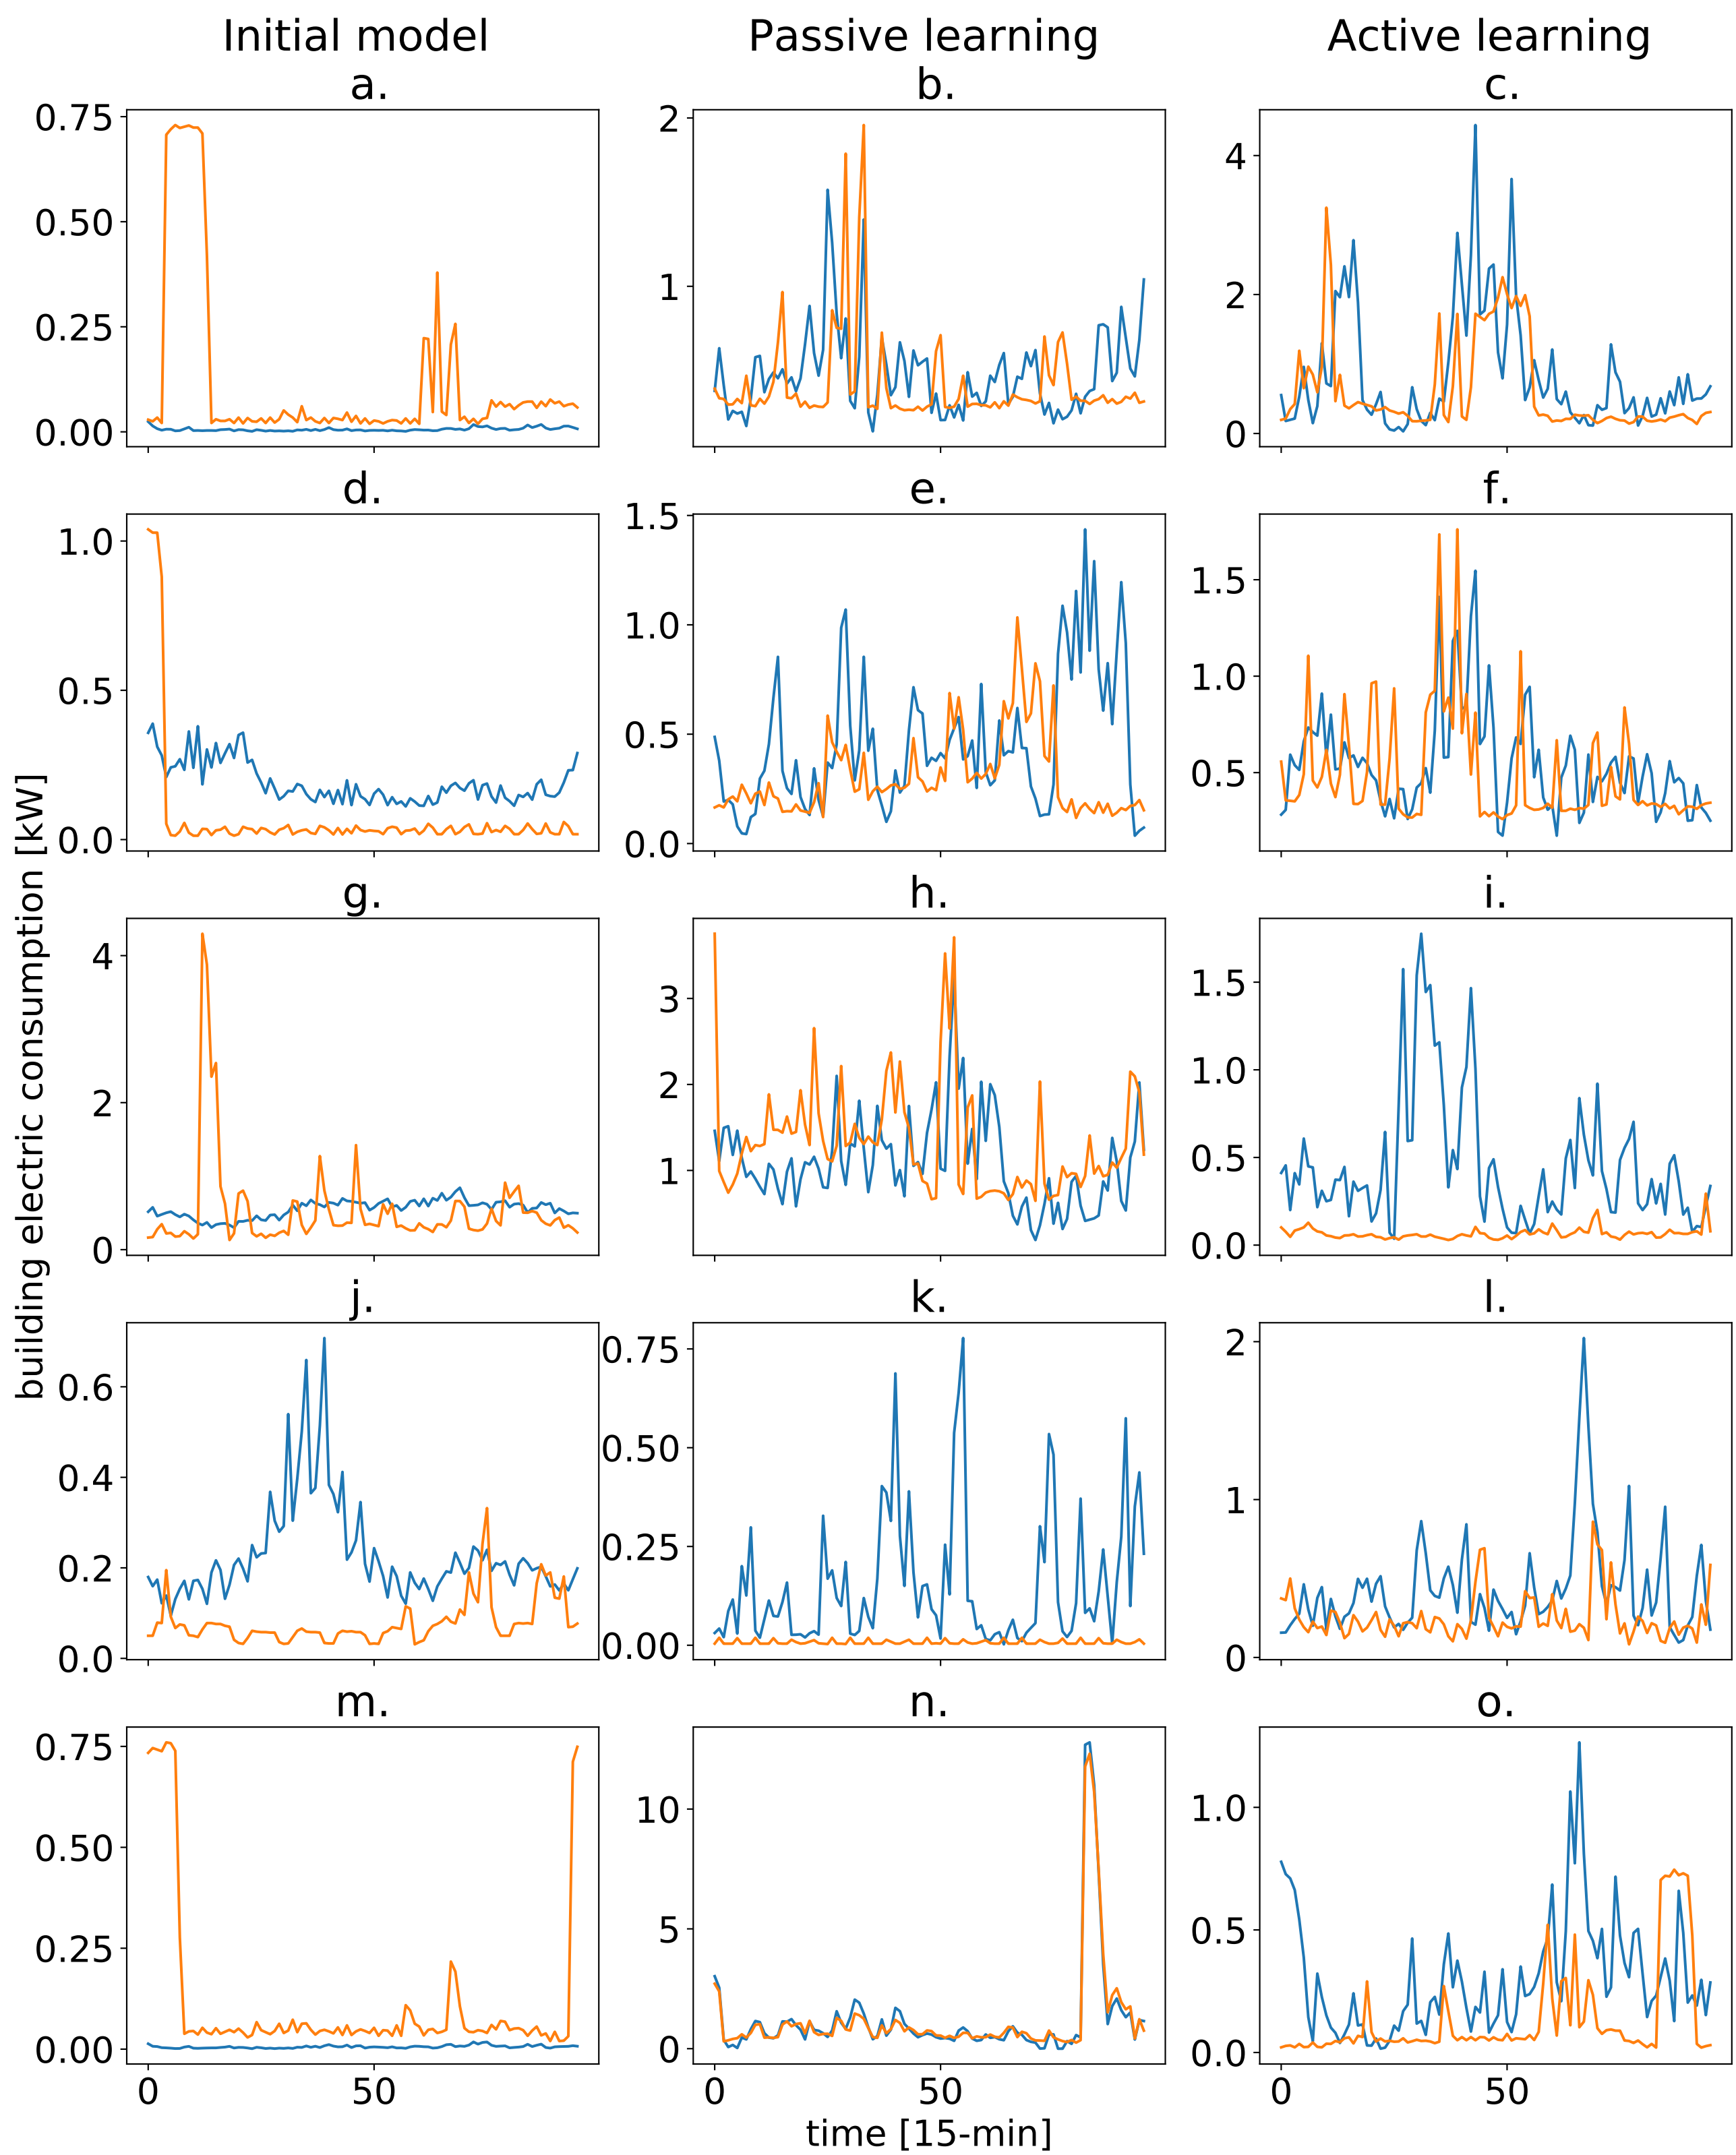 Initial model
Passive learning
Active learning
a.
b.
c.
0.75
0.50
0.25
0.00
2
1
4
2
0
d.
e.
f.
1.0
0.5
0.0
1.5
1.0
0.5
0.0
1.5
1.0
0.5
g.
h.
i.
4
2
0
3
2
1
1.5
1.0
0.5
0.0
j.
k.
l.
0.6
0.4
0.2
0.0
0.75
0.50
0.25
0.00
2
1
0
m.
n.
o.
0.75
0.50
0.25
0.00
10
5
0
1.0
0.5
0.0
0
50
0
50
0
50
building electric consumption [kW]
time [15-min]